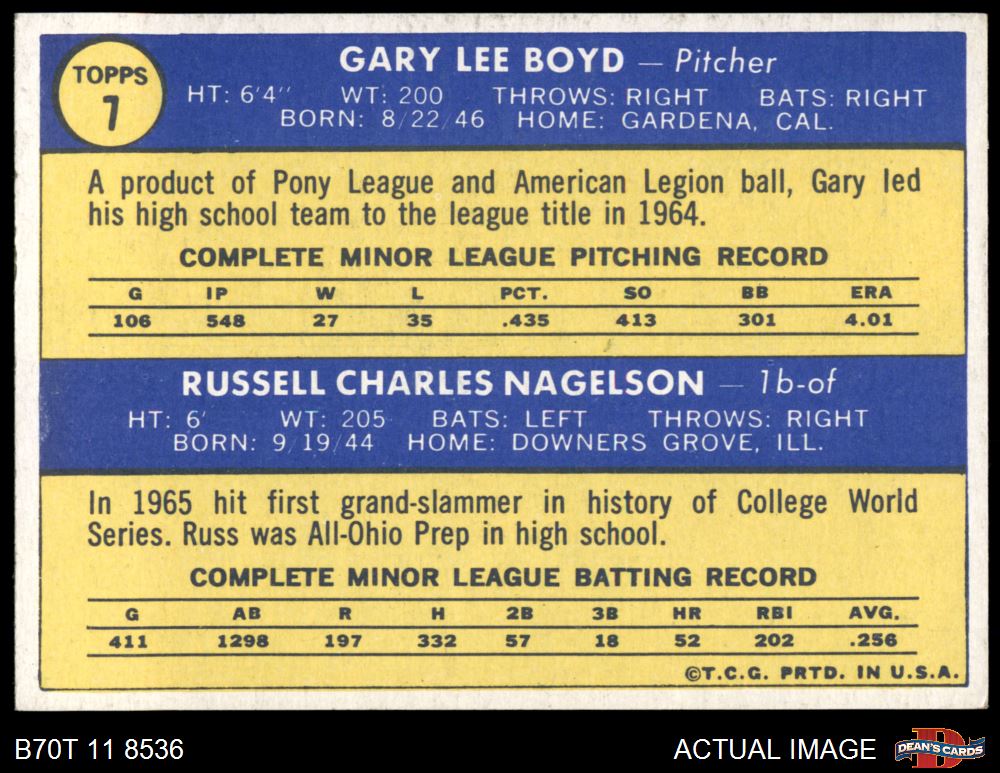 TOPPS
7
GARY LEE BOYD — Pitcher
HT: 6'4" WT: 200 THROWS: RIGHT BATS: RIGHT
BORN: 8/22/46 HOME: GARDENA, CAL.
A product of Pony League and American Legion ball, Gary led
his high school team to the league title in 1964.
COMPLETE MINOR LEAGUE PITCHING RECORD
G IP W L PCT. SO BB ERA
106 548 27 35 .435 413 301 4.01
RUSSELL CHARLES NAGELSON — 1b-of
HT: 6' WT: 205 BATS: LEFT THROWS: RIGHT
BORN: 9/19/44 HOME: DOWNERS GROVE, ILL.
In 1965 hit first grand-slammer in history of College World
Series. Russ was All-Ohio Prep in high school.
COMPLETE MINOR LEAGUE BATTING RECORD
G AB R H 2B 3B HR RBI AVG.
411 1298 197 332 57 18 52 202 .256
©T.C.G. PRTD. IN U.S.A.
B70T 11 8536 ACTUAL IMAGE D DEAN'S CARDS